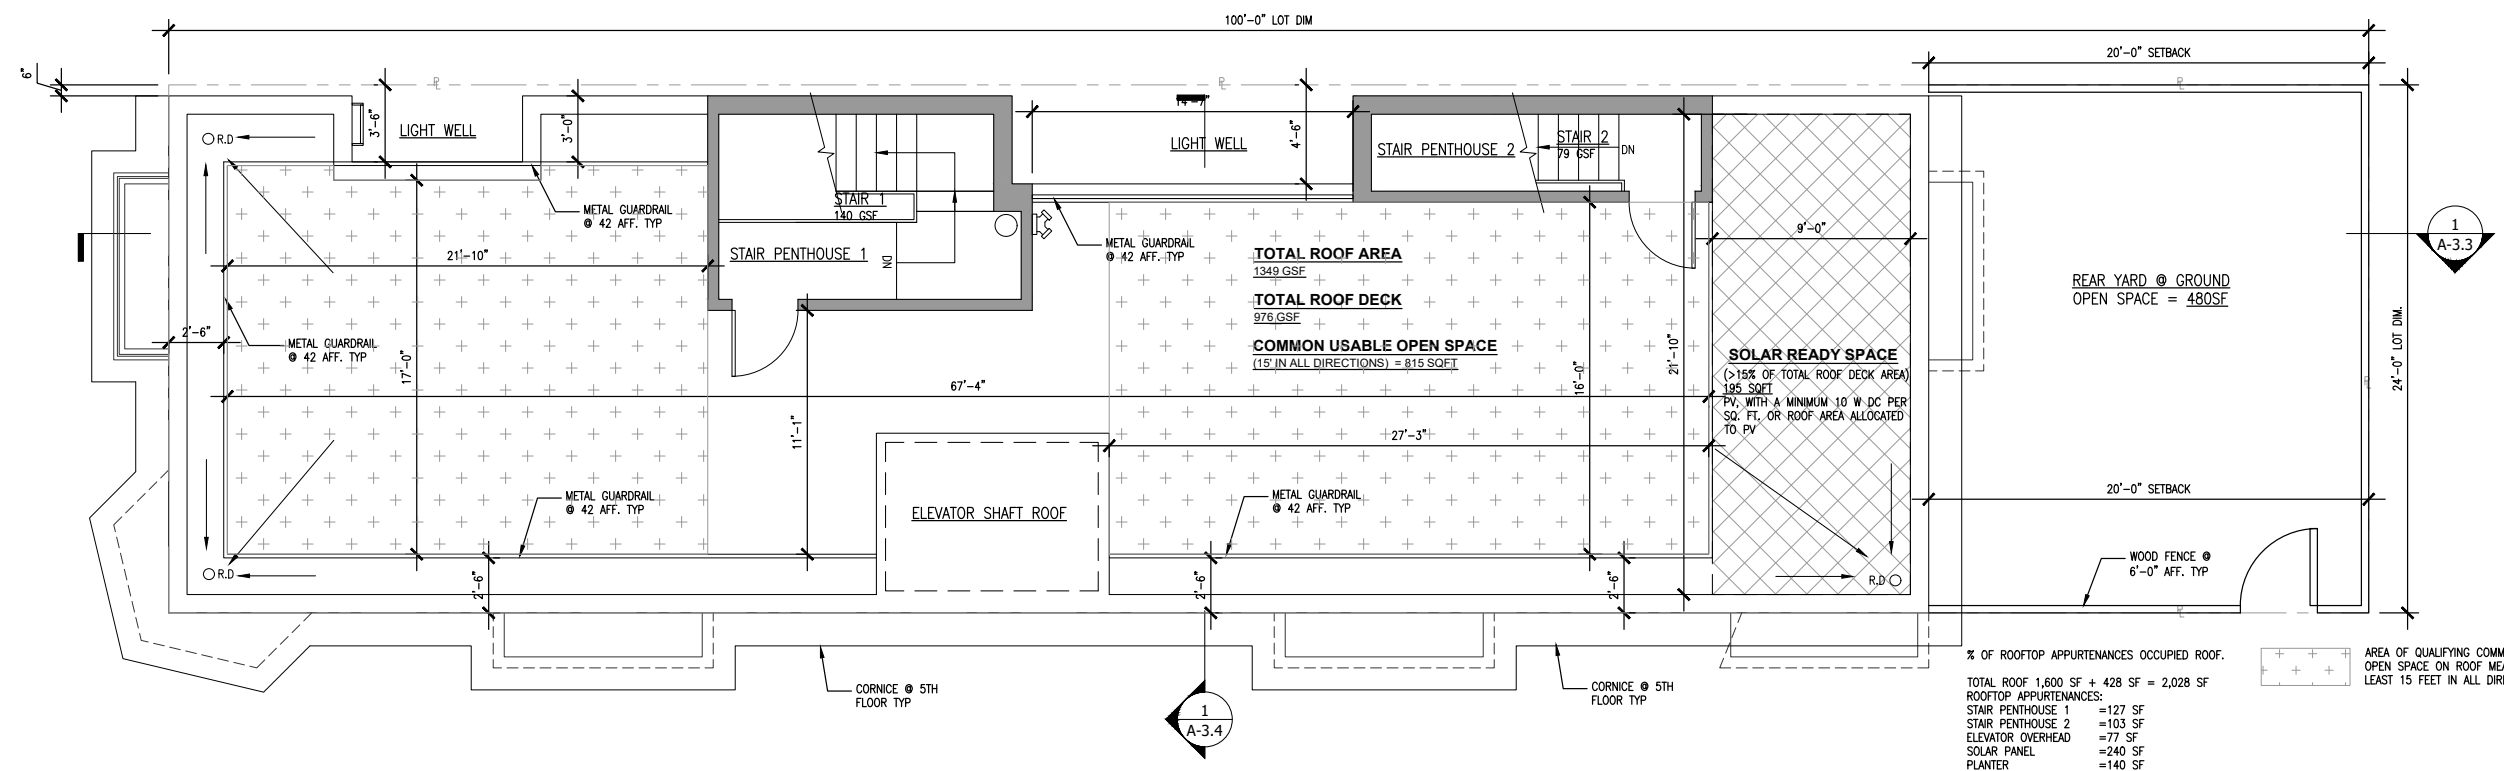 100'-0" LOT DIM
20'-0" SETBACK
6"
3'-6"
LIGHT WELL
3'-0"
14'-7"
LIGHT WELL
4'-6"
R.D
STAIR PENTHOUSE 2
STAIR 2
79 GSF
DN
METAL GUARDRAIL
@ 42 AFF. TYP
STAIR 1
140 GSF
STAIR PENTHOUSE 1
DN
21'-10"
METAL GUARDRAIL
@ 42 AFF. TYP
TOTAL ROOF AREA
1349 GSF
TOTAL ROOF DECK
976 GSF
COMMON USABLE OPEN SPACE
(15' IN ALL DIRECTIONS) = 815 SQFT
9'-0"
1
A-3.3
REAR YARD @ GROUND
OPEN SPACE = 480SF
2'-6"
METAL GUARDRAIL
@ 42 AFF. TYP
17'-0"
67'-4"
16'-0"
21'-10"
SOLAR READY SPACE
(>15% OF TOTAL ROOF DECK AREA)
195 SQFT
PV, WITH A MINIMUM 10 W DC PER
SQ. FT. OR ROOF AREA ALLOCATED
TO PV
24'-0" LOT DIM.
11'-1"
27'-3"
METAL GUARDRAIL
@ 42 AFF. TYP
ELEVATOR SHAFT ROOF
METAL GUARDRAIL
@ 42 AFF. TYP
20'-0" SETBACK
R.D
2'-6"
2'-6"
2'-6"
R.D
WOOD FENCE @
6'-0" AFF. TYP
CORNICE @ 5TH
FLOOR TYP
1
A-3.4
CORNICE @ 5TH
FLOOR TYP
% OF ROOFTOP APPURTENANCES OCCUPIED ROOF.
TOTAL ROOF 1,600 SF + 428 SF = 2,028 SF
ROOFTOP APPURTENANCES:
STAIR PENTHOUSE 1 =127 SF
STAIR PENTHOUSE 2 =103 SF
ELEVATOR OVERHEAD =77 SF
SOLAR PANEL =240 SF
PLANTER =140 SF
AREA OF QUALIFYING COMM
OPEN SPACE ON ROOF MEA
LEAST 15 FEET IN ALL DIR